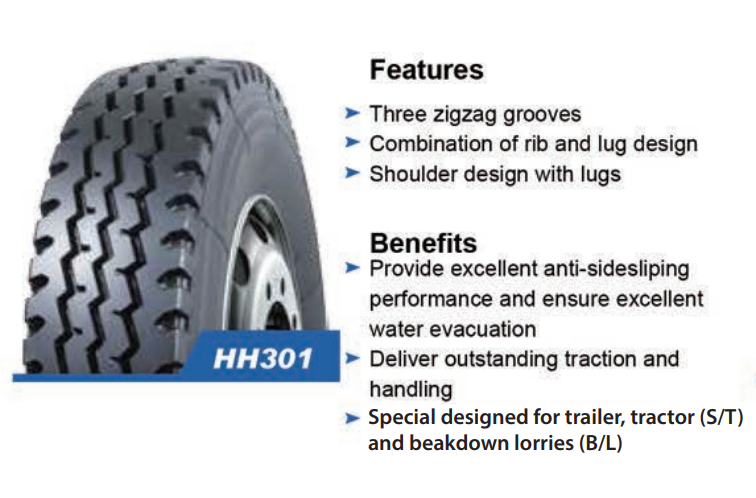 Features
Three zigzag grooves
Combination of rib and lug design
Shoulder design with lugs
Benefits
Provide excellent anti-sidesliping
performance and ensure excellent
water evacuation
Deliver outstanding traction and
handling
Special designed for trailer, tractor (S/T)
and beakdown lorries (B/L)
HH301